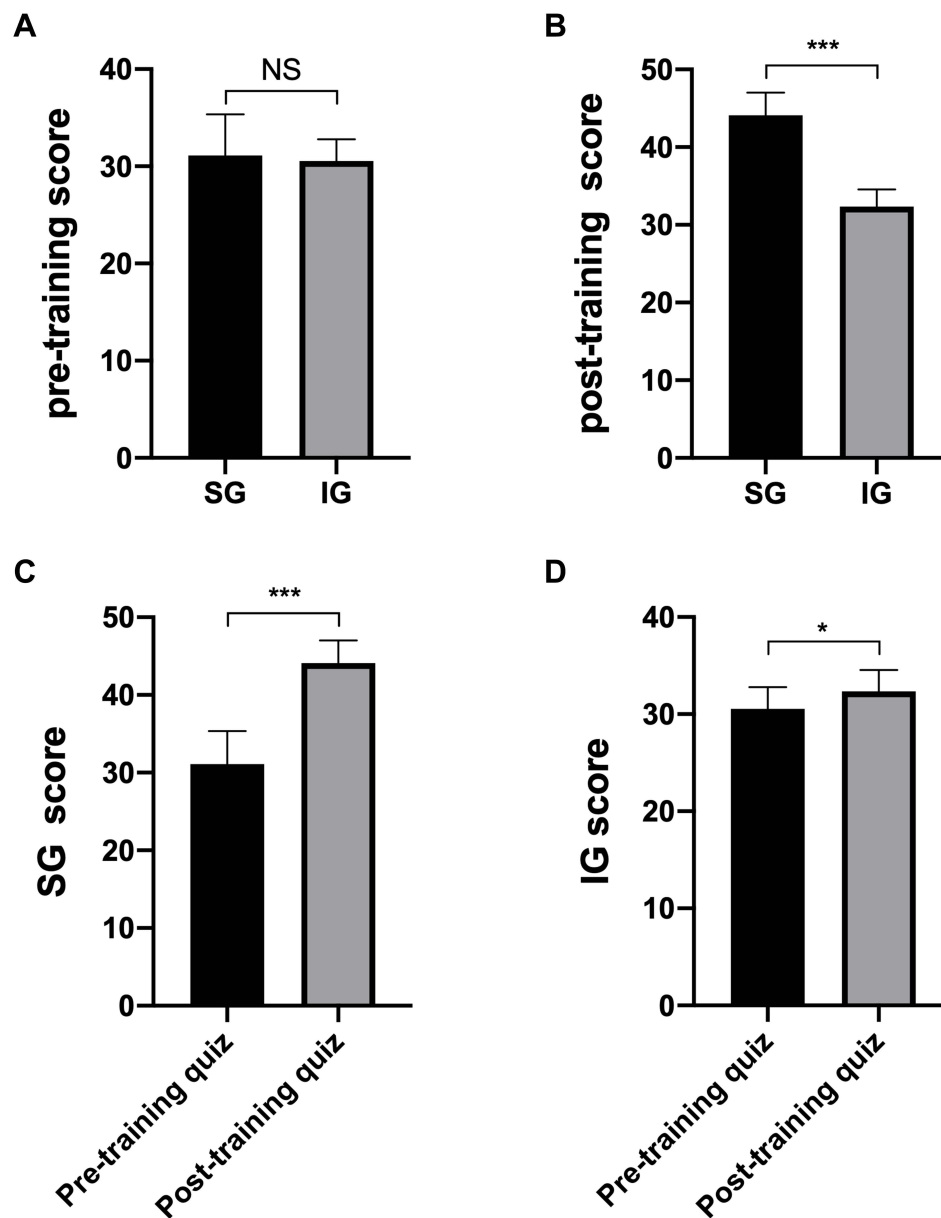 A
pre-training score
40
30
20
10
0
NS
SG
IG
B
post-training score
50
40
30
20
10
0
***
SG
IG
C
SG score
50
40
30
20
10
0
***
Pre-training quiz
Post-training quiz
D
IG score
40
30
20
10
0
*
Pre-training quiz
Post-training quiz